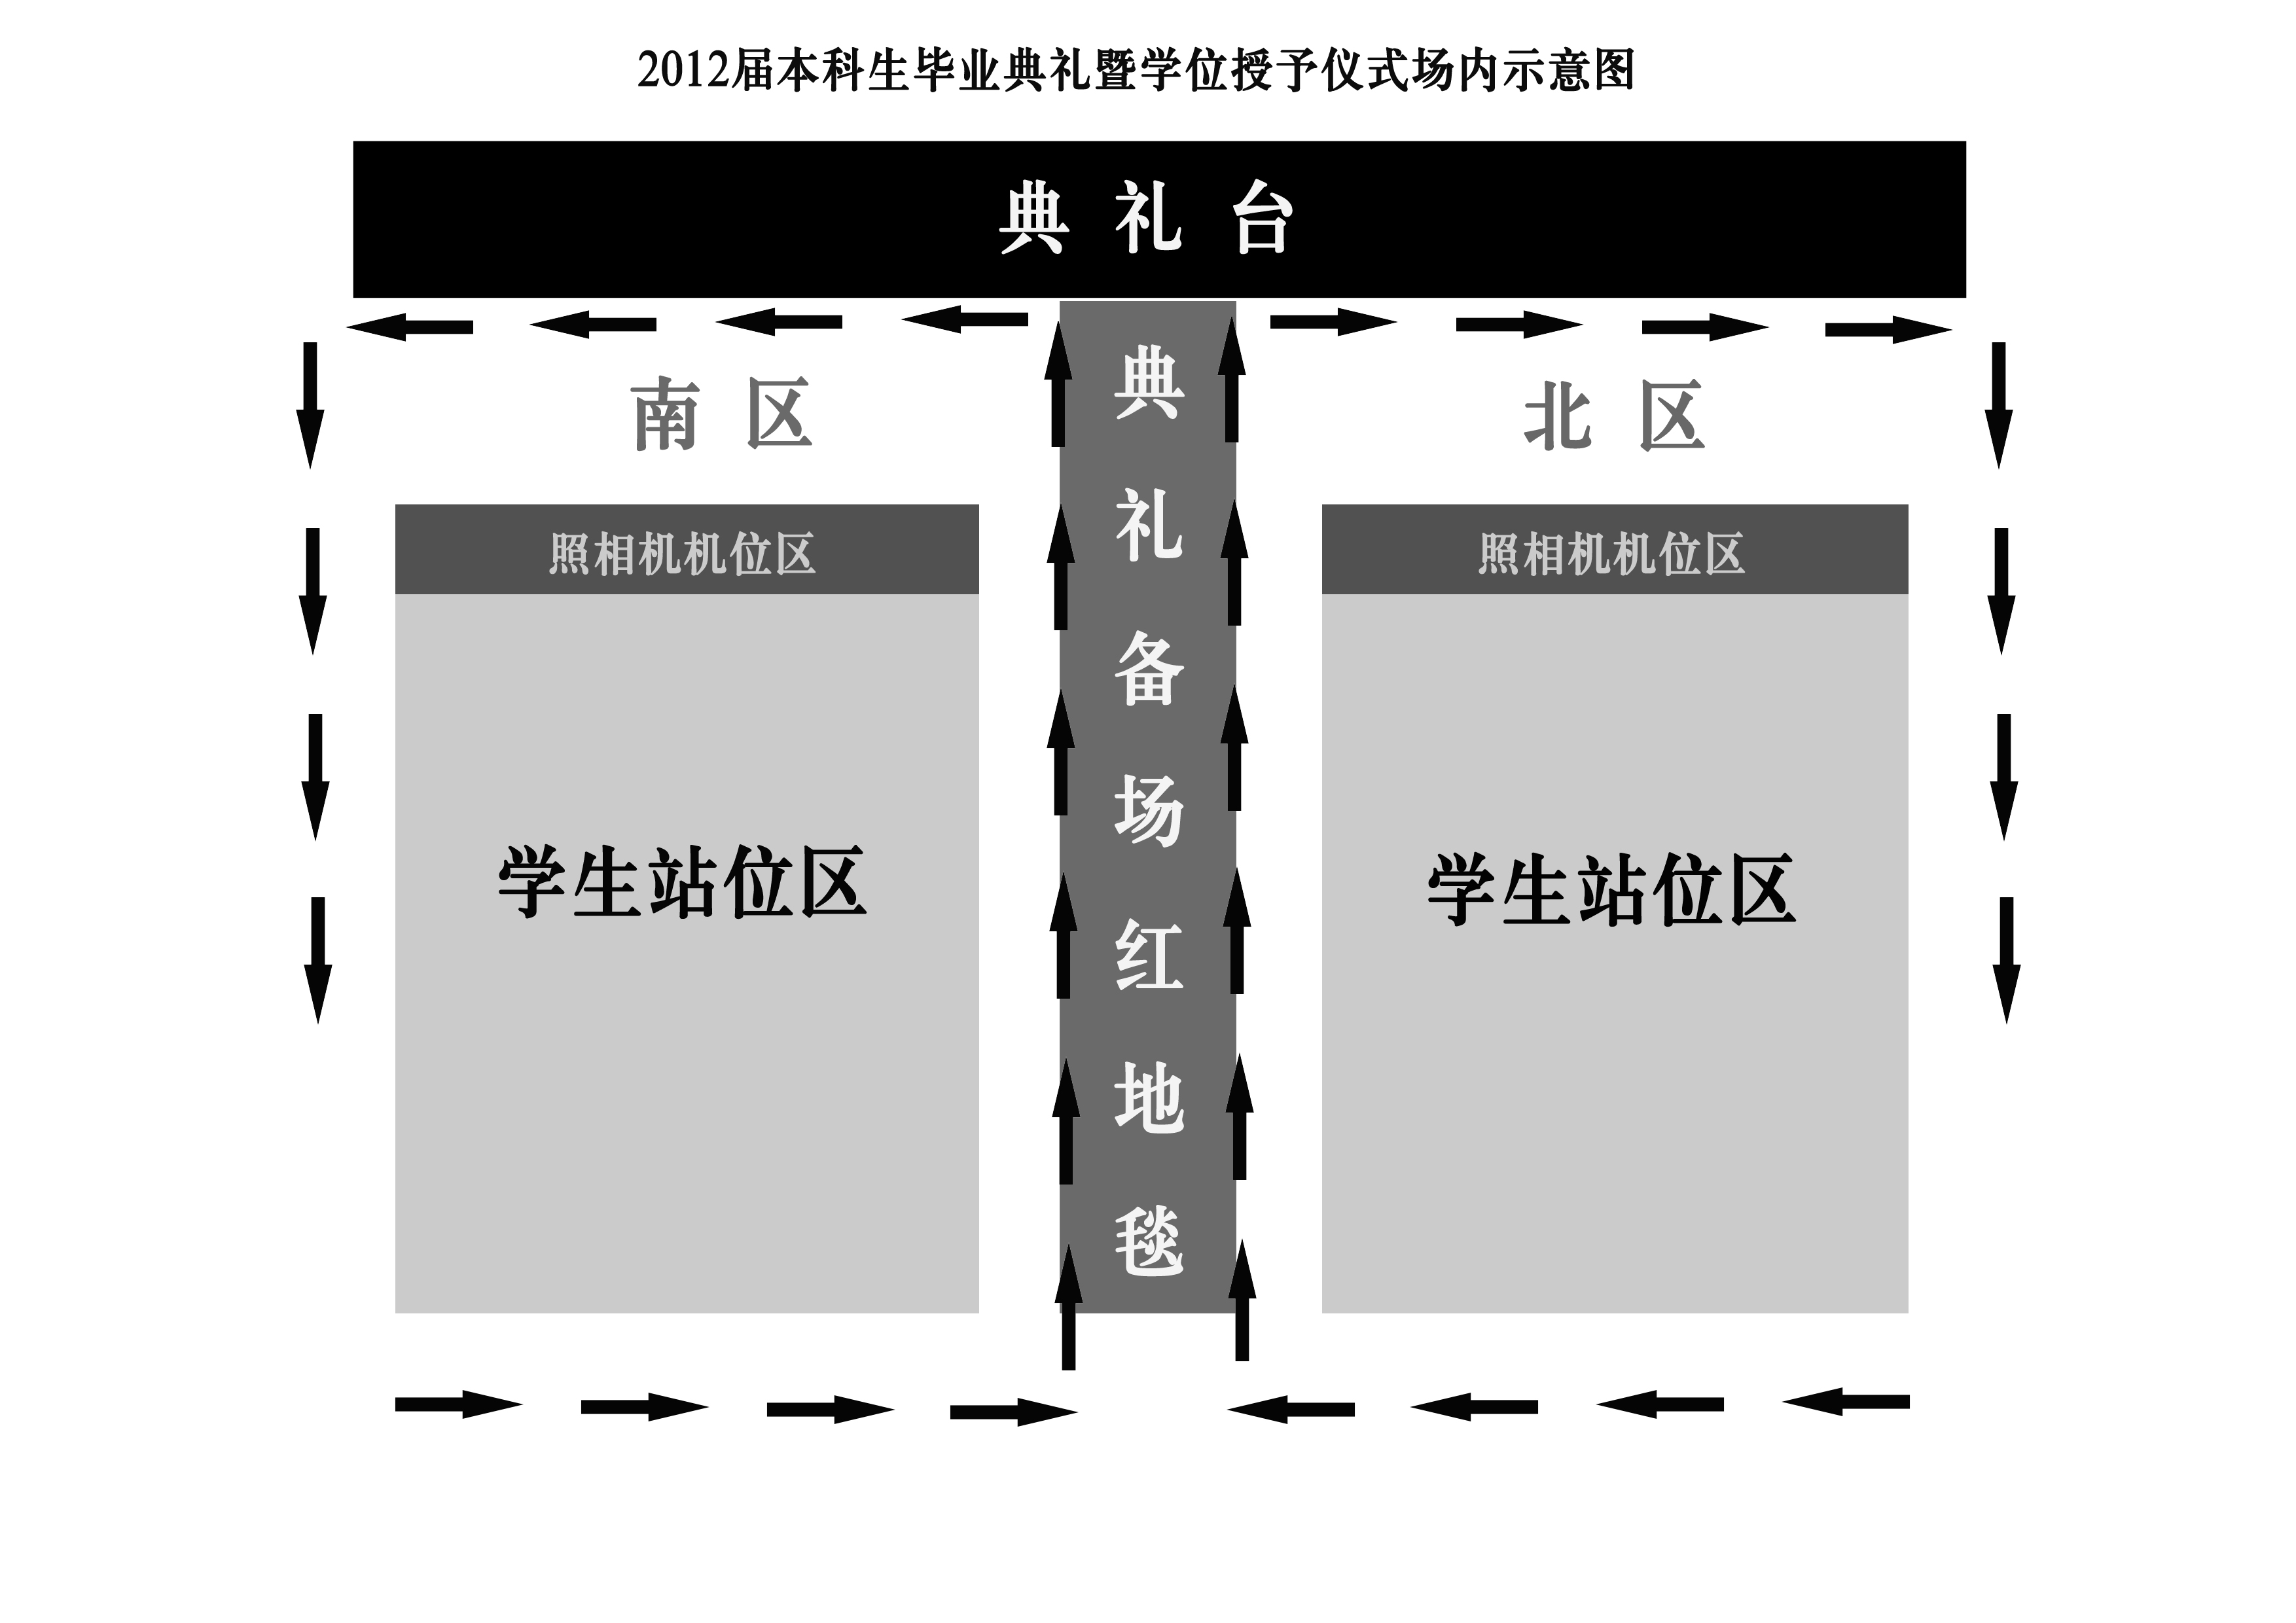 2012届本科生毕业典礼暨学位授予仪式场内示意图
典 礼 台
南 区
北 区
典礼备场红地毯
照相机机位区
照相机机位区
学生站位区
学生站位区